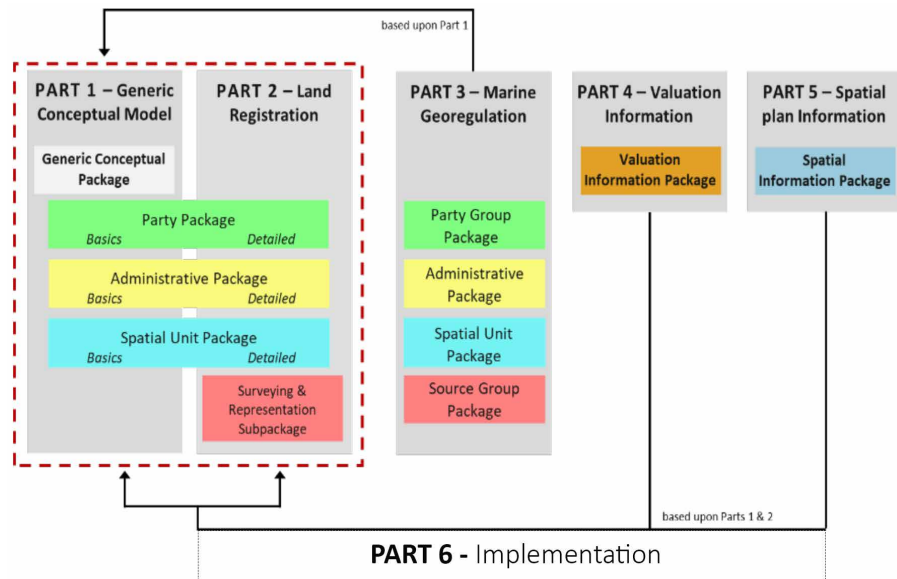 based upon Part 1
PART 1 – Generic
Conceptual Model
Generic Conceptual
Package
PART 2 – Land
Registration
Party Package
Basics Detailed
Administrative Package
Basics Detailed
Spatial Unit Package
Basics Detailed
Surveying &
Representation
Subpackage
PART 3 – Marine
Georegulation
Party Group
Package
Administrative
Package
Spatial Unit
Package
Source Group
Package
PART 4 – Valuation
Information
Valuation
Information Package
PART 5 – Spatial
plan Information
Spatial
Information Package
based upon Parts 1 & 2
PART 6 - Implementation